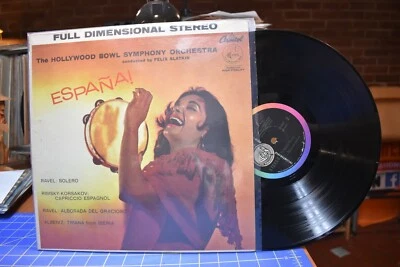 FULL DIMENSIONAL STEREO
The HOLLYWOOD BOWL SYMPHONY ORCHESTRA
conducted by FELIX SLATKIN
Capitol
ESPAÑA!
RAVEL: BOLERO
RIMSKY-KORSAKOV:
CAPRICCIO ESPAGNOL
RAVEL: ALBORADA DEL GRACIOSO
ALBENIZ: TRIANA from IBERIA